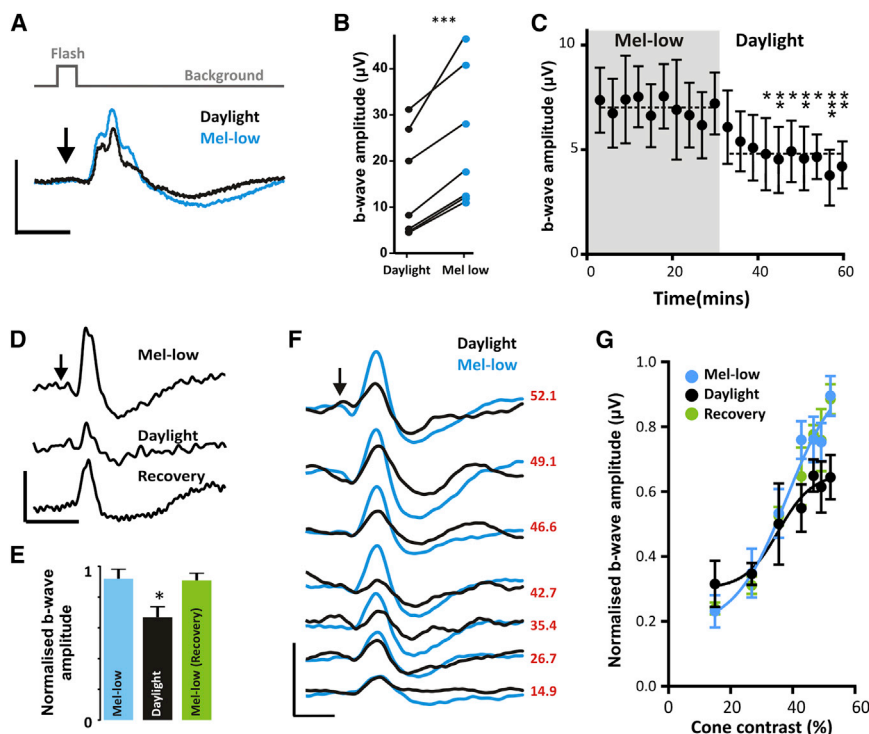 A
Flash
Background
Daylight
Mel-low
B
***
b-wave amplitude (µV)
40
30
20
10
0
Daylight Mel low
C
Mel-low Daylight
b-wave amplitude (µV)
10
5
0
* * * * * * * *
* * * *
*
0 20 40 60
Time(mins)
D
Mel-low
Daylight
Recovery
E
Normalised b-wave
amplitude
1
0
*
Mel-low
Daylight
Mel-low (Recovery)
F
Daylight
Mel-low
52.1
49.1
46.6
42.7
35.4
26.7
14.9
G
Mel-low
Daylight
Recovery
Normalised b-wave amplitude (µV)
1.0
0.8
0.6
0.4
0.2
0
0 20 40 60
Cone contrast (%)